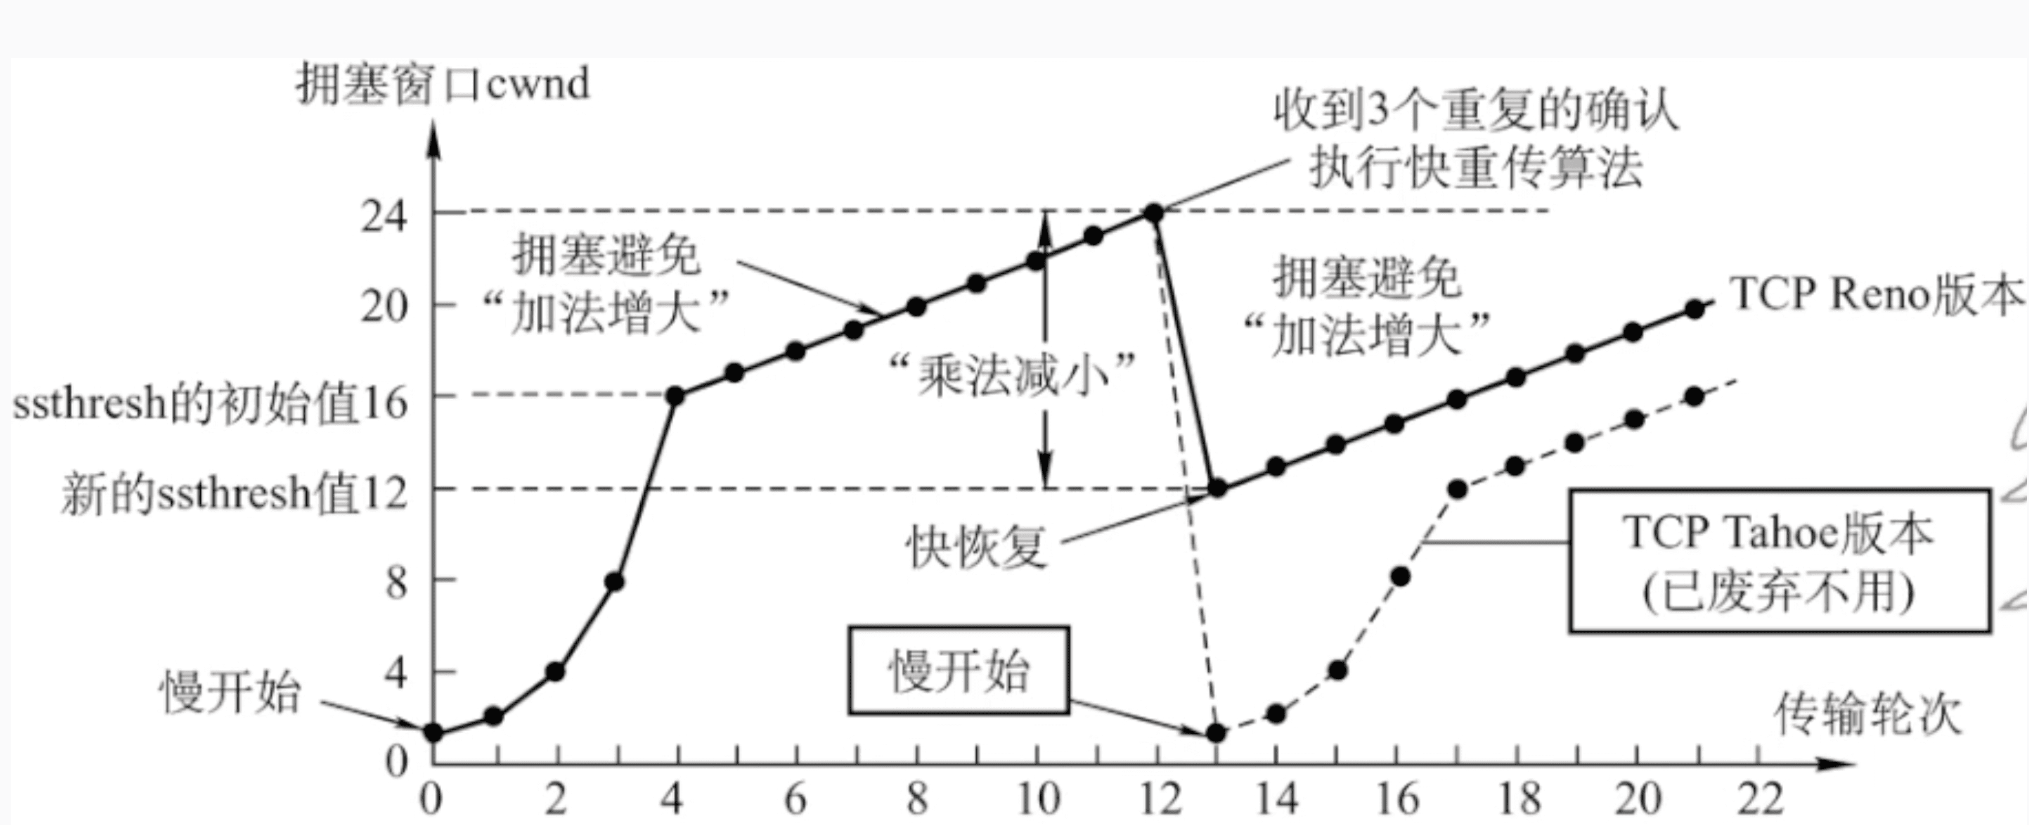 拥塞窗口cwnd
收到3个重复的确认
执行快重传算法
24
拥塞避免
“加法增大”
拥塞避免
“加法增大”
20
TCP Reno版本
“乘法减小”
ssthresh的初始值16
新的ssthresh值12
快恢复
TCP Tahoe版本
(已废弃不用)
8
慢开始
4
慢开始
传输轮次
0
0 2 4 6 8 10 12 14 16 18 20 22